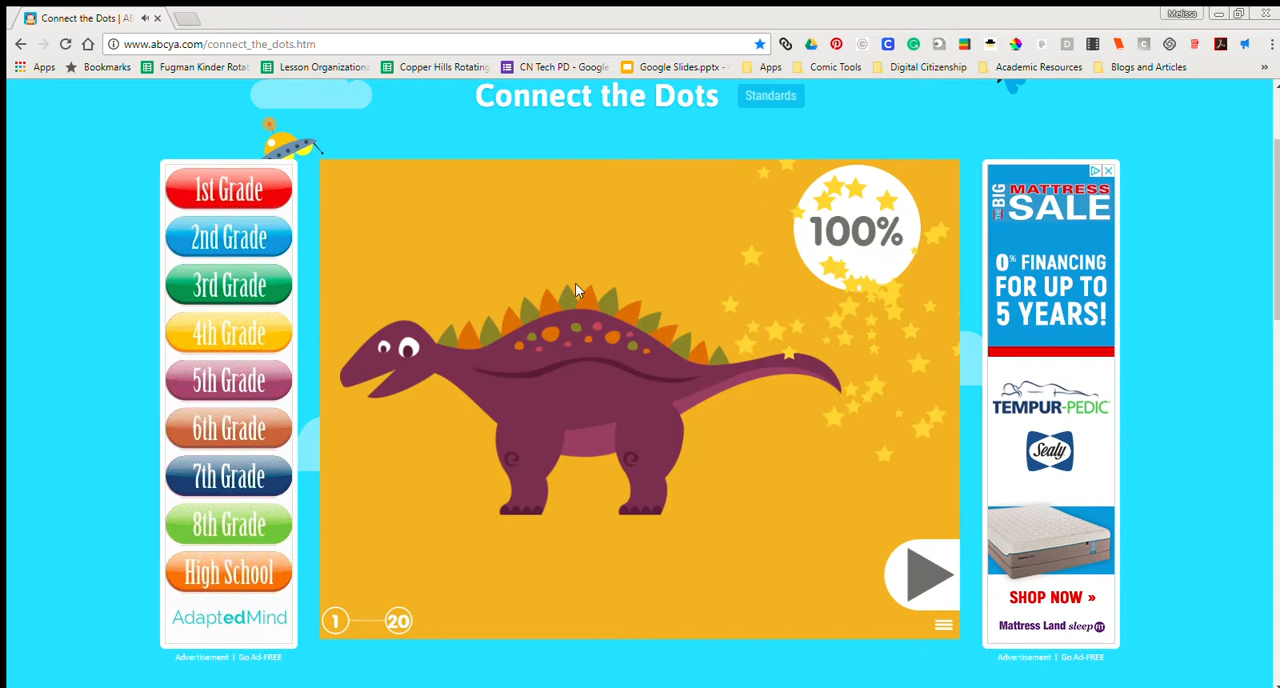 Connect the Dots | AE
Melissa
www.abcya.com/connect_the_dots.htm
Apps Bookmarks Fugman Kinder Rotat Lesson Organizationa Copper Hills Rotating CN Tech PD - Google Google Slides.pptx - Apps Comic Tools Digital Citizenship Academic Resources Blogs and Articles »
Connect the Dots Standards
1st Grade
2nd Grade
3rd Grade
4th Grade
5th Grade
6th Grade
7th Grade
8th Grade
High School
AdaptedMind
Advertisement | Go Ad-FREE
100%
1 20
THE BIG
MATTRESS
SALE
0% FINANCING
FOR UP TO
5 YEARS!
TEMPUR-PEDIC
Sealy
SHOP NOW »
Mattress Land sleep FIT
Advertisement | Go Ad-FREE